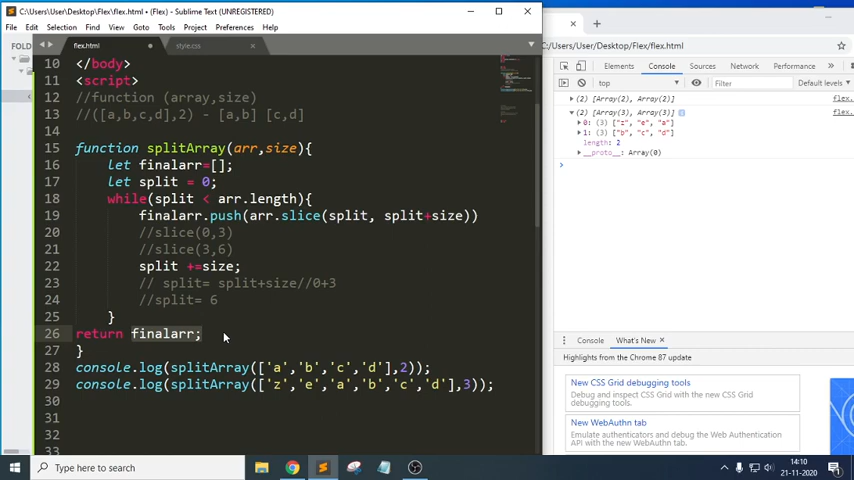 C:\Users\User\Desktop\Flex\flex.html • (Flex) - Sublime Text (UNREGISTERED)
File Edit Selection Find View Goto Tools Project Preferences Help
FOLD
flex.html
style.css
10 </body>
11 <script>
12 //function (array,size)
13 //([a,b,c,d],2) - [a,b] [c,d]
14
15 function splitArray(arr,size){
16 let finalarr=[];
17 let split = 0;
18 while(split < arr.length){
19 finalarr.push(arr.slice(split, split+size))
20 //slice(0,3)
21 //slice(3,6)
22 split +=size;
23 // split= split+size//0+3
24 //split= 6
25 }
26 return finalarr;
27 }
28 console.log(splitArray(['a','b','c','d'],2));
29 console.log(splitArray(['z','e','a','b','c','d'],3));
30
31
32
33
C:/Users/User/Desktop/Flex/flex.html
Elements Console Network Performance »
top Filter Default levels
(2) [Array(2), Array(2)] flex.
(2) [Array(3), Array(3)] flex.
0: (3) ["z", "e", "a"]
1: (3) ["b", "c", "d"]
length: 2
__proto__: Array(0)
Console What's New
Highlights from the Chrome 87 update
New CSS Grid debugging tools
Debug and inspect CSS Grid with the new CSS Grid
debugging tools.
New WebAuthn tab
Emulate authenticators and debug the Web Authentication
API with the new WebAuthn tab.
Type here to search
14:10
21-11-2020
1